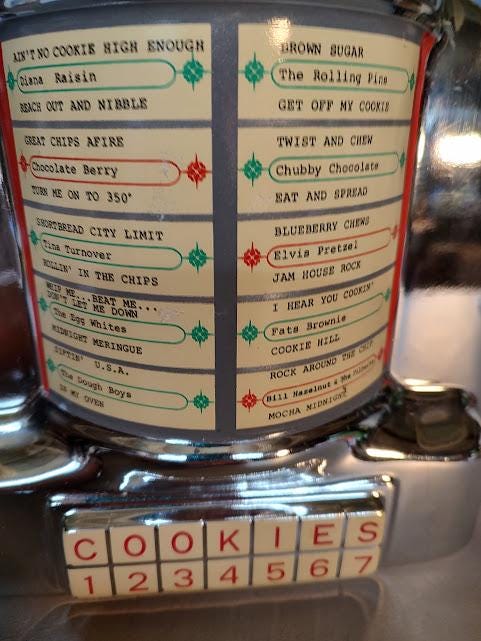 AIN'T NO COOKIE HIGH ENOUGH
Diana Raisin
REACH OUT AND NIBBLE
GREAT CHIPS AFIRE
Chocolate Berry
TURN ME ON TO 350°
SHORTBREAD CITY LIMIT
Tina Turnover
ROLLIN' IN THE CHIPS
WHIP ME...BEAT ME...
DON'T LET ME DOWN
The Egg Whites
MIDNIGHT MERINGUE
SIFTIN' U.S.A.
The Dough Boys
IN MY OVEN
BROWN SUGAR
The Rolling Pins
GET OFF MY COOKIE
TWIST AND CHEW
Chubby Chocolate
EAT AND SPREAD
BLUEBERRY CHEWS
Elvis Pretzel
JAM HOUSE ROCK
I HEAR YOU COOKIN'
Fats Brownie
COOKIE HILL
ROCK AROUND THE CHIP
Bill Hazelnut & The
MOCHA MIDNIGHT
COOKIES
1 2 3 4 5 6 7